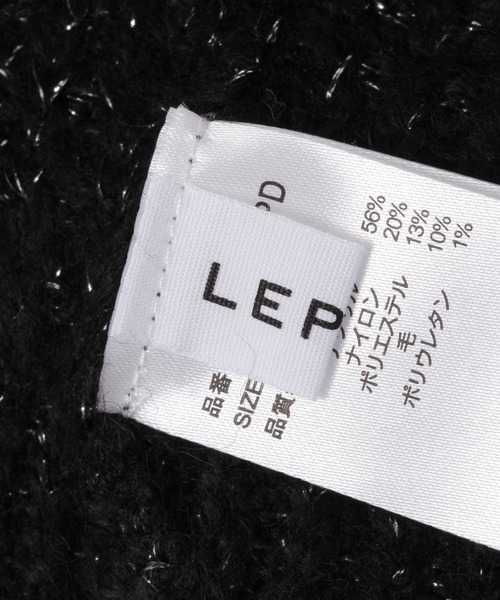 LEP
PD
品番
SIZE
品質
56%
ナイロン 20%
ポリエステル 13%
毛 10%
ポリウレタン 1%